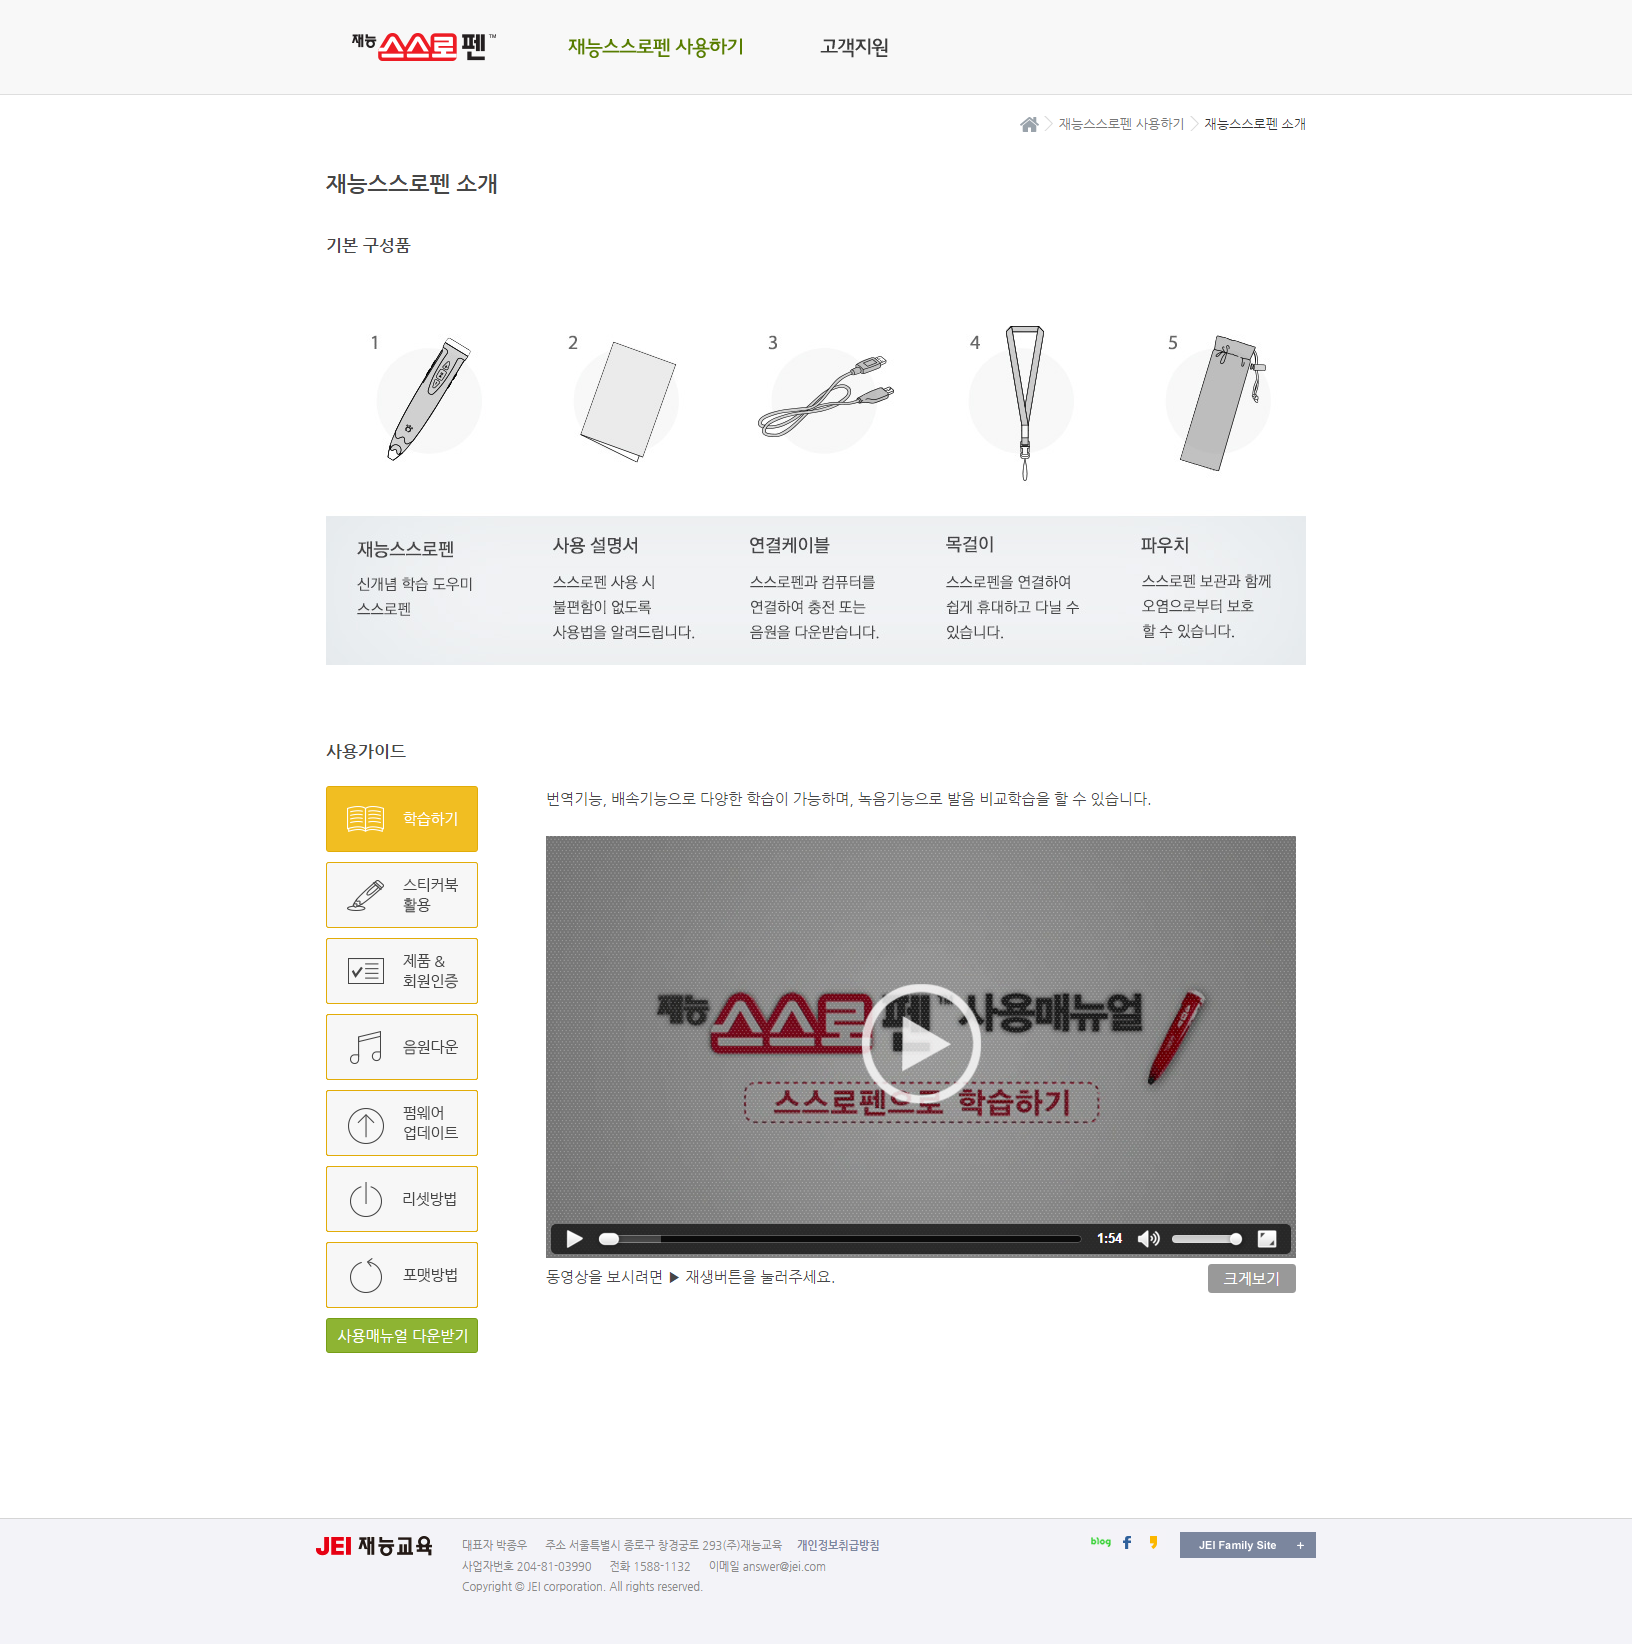 재능 스스로펜™
재능스스로펜 사용하기
고객지원
재능스스로펜 사용하기
재능스스로펜 소개
재능스스로펜 소개
기본 구성품
1
2
3
4
5
재능스스로펜
신개념 학습 도우미
스스로펜
사용 설명서
스스로펜 사용 시
불편함이 없도록
사용법을 알려드립니다.
연결케이블
스스로펜과 컴퓨터를
연결하여 충전 또는
음원을 다운받습니다.
목걸이
스스로펜을 연결하여
쉽게 휴대하고 다닐 수
있습니다.
파우치
스스로펜 보관과 함께
오염으로부터 보호
할 수 있습니다.
사용가이드
학습하기
스티커북
활용
제품 &
회원인증
음원다운
펌웨어
업데이트
리셋방법
포맷방법
사용매뉴얼 다운받기
번역기능, 배속기능으로 다양한 학습이 가능하며, 녹음기능으로 발음 비교학습을 할 수 있습니다.
재능 스스로펜™ 사용매뉴얼
스스로펜으로 학습하기
1:54
동영상을 보시려면 ▶ 재생버튼을 눌러주세요.
크게보기
JEI 재능교육
대표자 박종우 주소 서울특별시 종로구 창경궁로 293(주)재능교육 개인정보취급방침
사업자번호 204-81-03990 전화 1588-1132 이메일 answer@jei.com
Copyright © JEI corporation. All rights reserved.
blog
JEI Family Site +